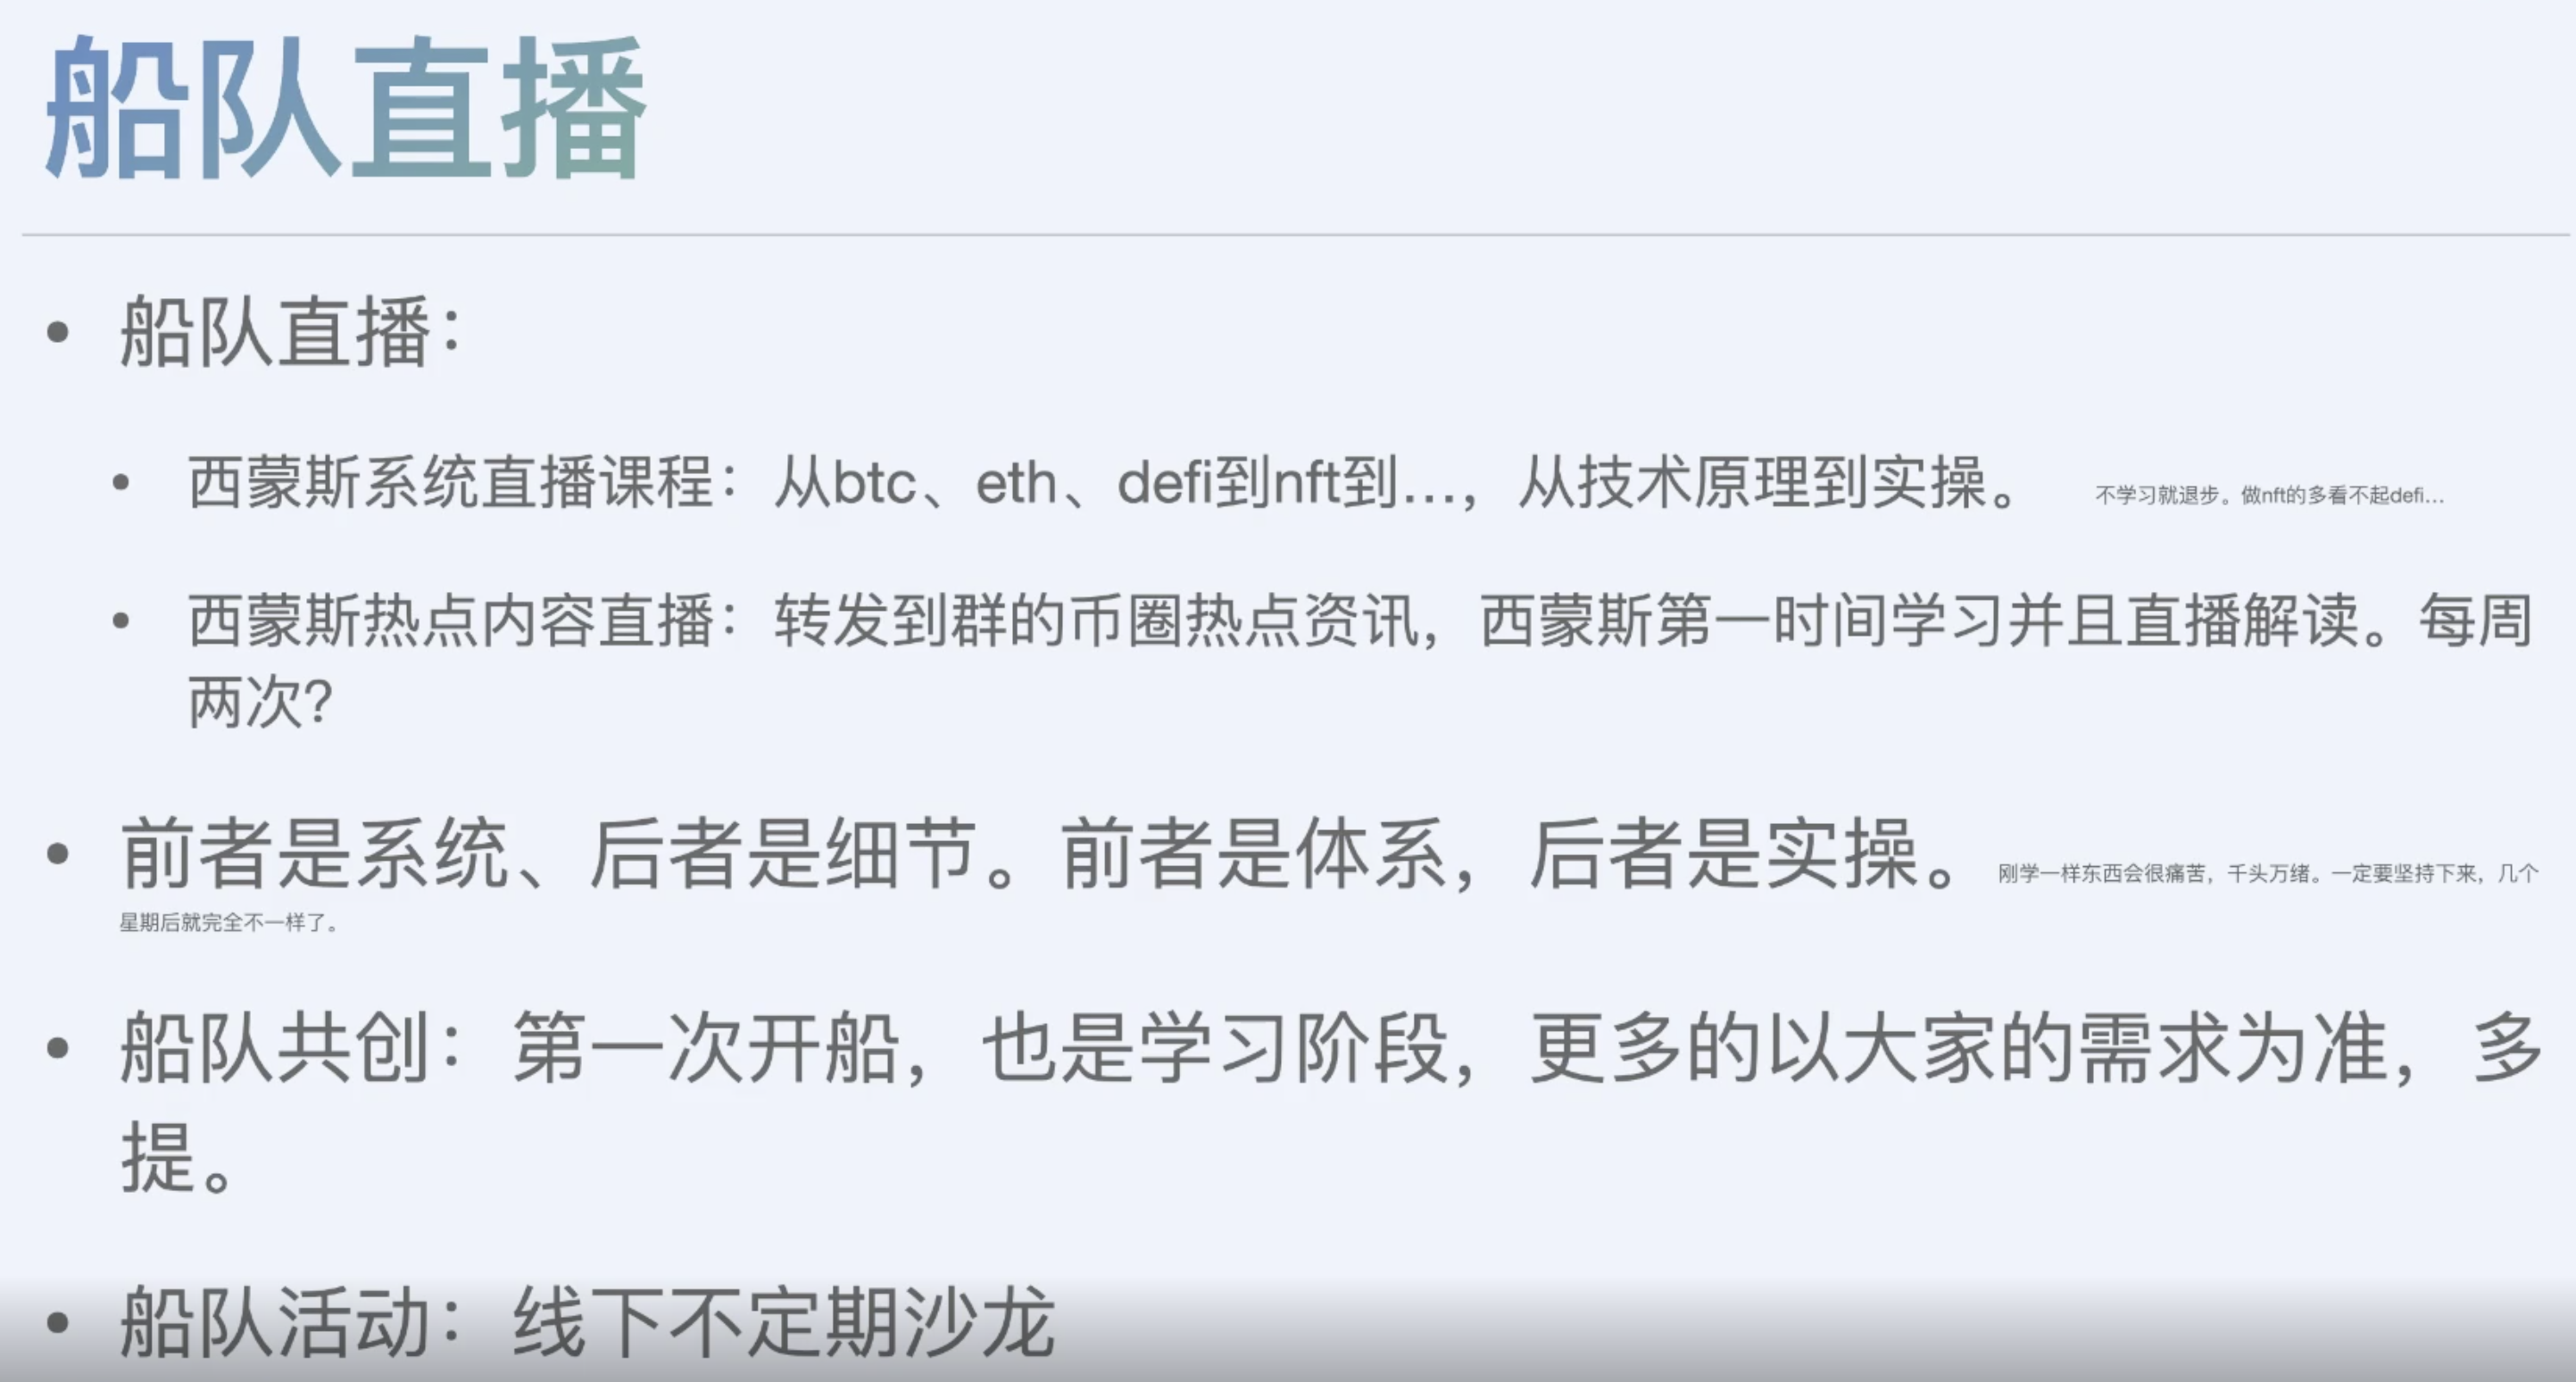 船队直播
船队直播：
西蒙斯系统直播课程：从btc、eth、defi到nft到...，从技术原理到实操。 不学习就退步。做nft的多看不起defi...
西蒙斯热点内容直播：转发到群的币圈热点资讯，西蒙斯第一时间学习并且直播解读。每周
两次?
前者是系统、后者是细节。前者是体系，后者是实操。 刚学一样东西会很痛苦，千头万绪。一定要坚持下来，几个
星期后就完全不一样了。
船队共创：第一次开船，也是学习阶段，更多的以大家的需求为准，多
提。
船队活动：线下不定期沙龙